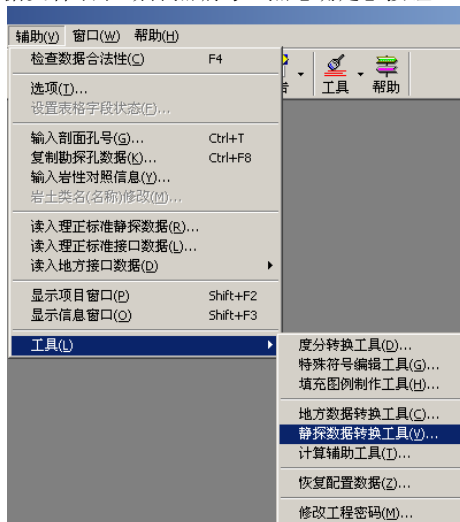 辅助(V) 窗口(W) 帮助(H)
检查数据合法性(C) F4
选项(T)...
设置表格字段状态(F)...
输入剖面孔号(G)... Ctrl+T
复制勘探孔数据(K)... Ctrl+F8
输入岩性对照信息(Y)...
岩土类名(名称)修改(M)...
读入理正标准静探数据(R)...
读入理正标准接口数据(L)...
读入地方接口数据(D)
显示项目窗口(P) Shift+F2
显示信息窗口(O) Shift+F3
工具(L)
工具 帮助
度分转换工具(D)...
特殊符号编辑工具(G)...
填充图例制作工具(H)...
地方数据转换工具(C)...
静探数据转换工具(V)...
计算辅助工具(T)...
恢复配置数据(Z)...
修改工程密码(M)...